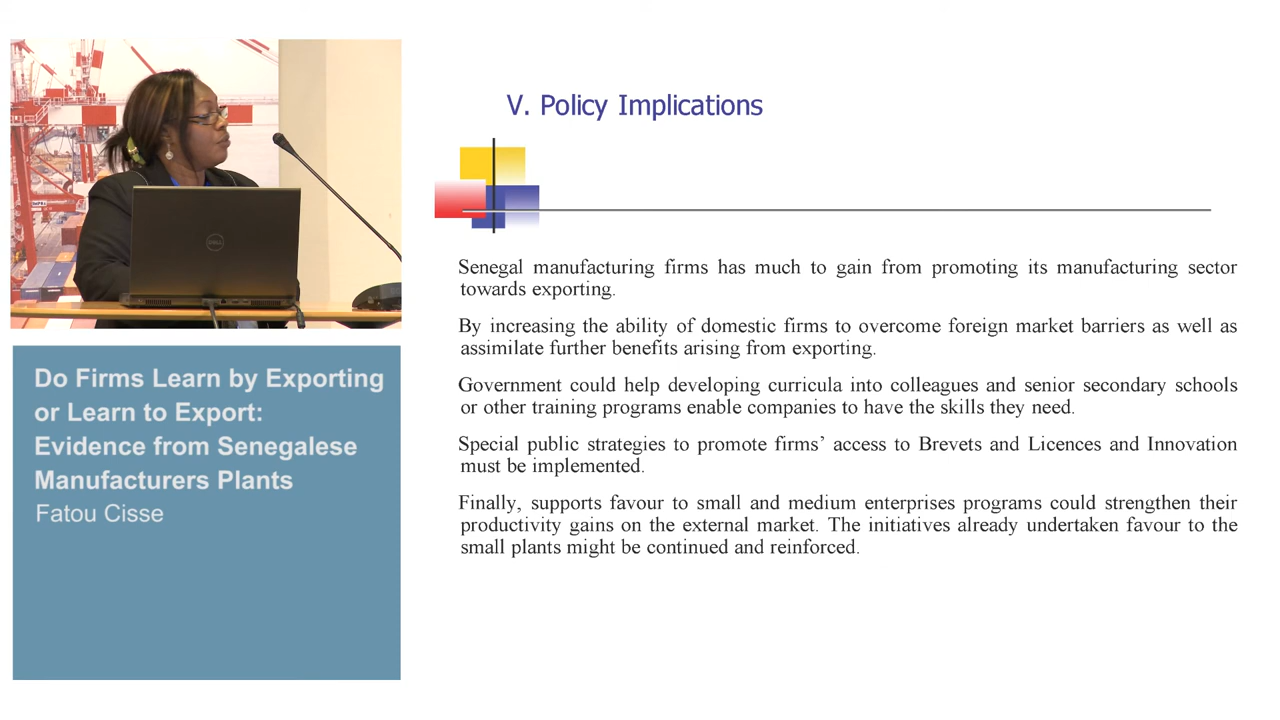 V. Policy Implications
Senegal manufacturing firms has much to gain from promoting its manufacturing sector
towards exporting.
By increasing the ability of domestic firms to overcome foreign market barriers as well as
assimilate further benefits arising from exporting.
Government could help developing curricula into colleagues and senior secondary schools
or other training programs enable companies to have the skills they need.
Special public strategies to promote firms’ access to Brevets and Licences and Innovation
must be implemented.
Finally, supports favour to small and medium enterprises programs could strengthen their
productivity gains on the external market. The initiatives already undertaken favour to the
small plants might be continued and reinforced.
Do Firms Learn by Exporting
or Learn to Export:
Evidence from Senegalese
Manufacturers Plants
Fatou Cisse
DELL